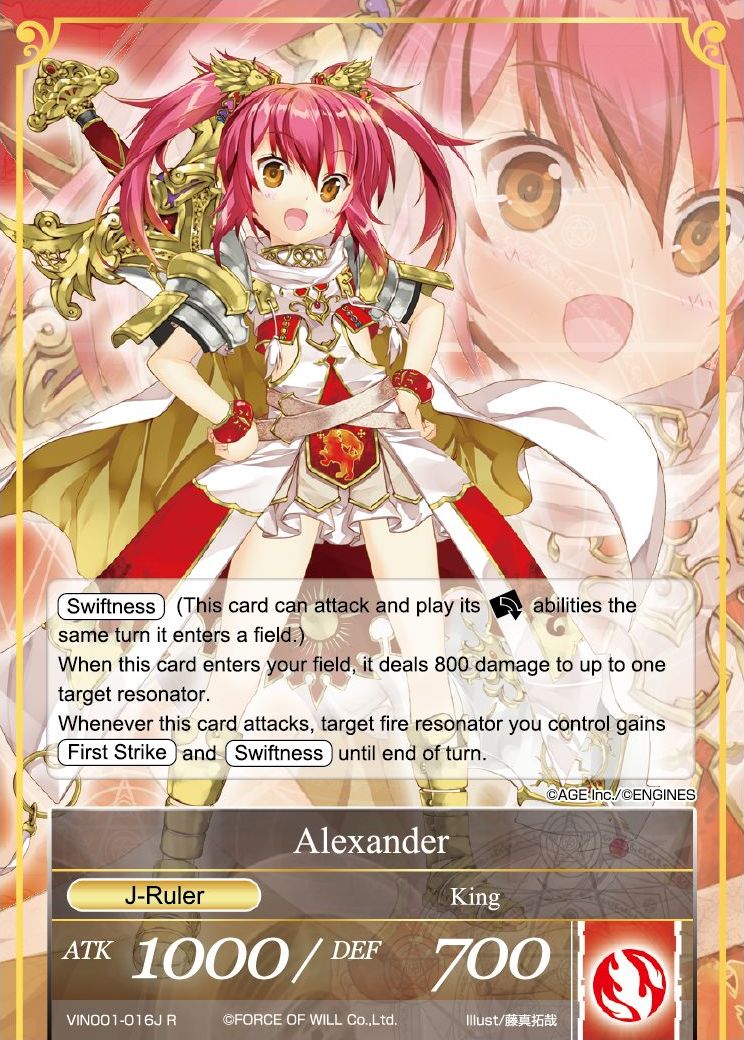 Swiftness (This card can attack and play its abilities the
same turn it enters a field.)
When this card enters your field, it deals 800 damage to up to one
target resonator.
Whenever this card attacks, target fire resonator you control gains
First Strike and Swiftness until end of turn.
©AGE Inc./©ENGINES
Alexander
J-Ruler King
ATK 1000 / DEF 700
VIN001-016J R ©FORCE OF WILL Co.,Ltd. Illust/藤真拓哉